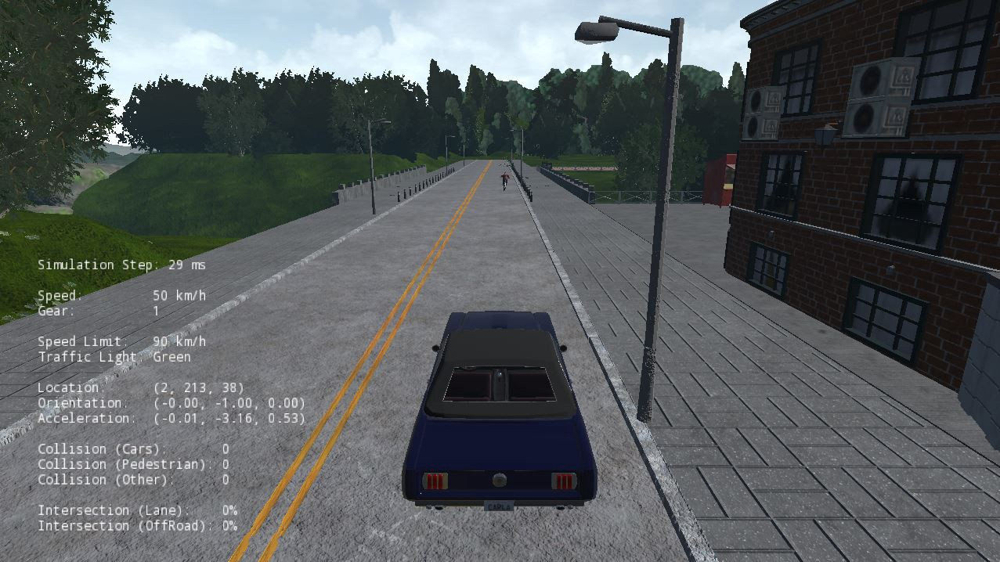 Simulation Step: 29 ms
Speed: 50 km/h
Gear: 1
Speed Limit: 90 km/h
Traffic Light: Green
Location: (2, 213, 38)
Orientation: (-0.00, -1.00, 0.00)
Acceleration: (-0.01, -3.16, 0.53)
Collision (Cars): 0
Collision (Pedestrian): 0
Collision (Other): 0
Intersection (Lane): 0%
Intersection (OffRoad): 0%
CARLA